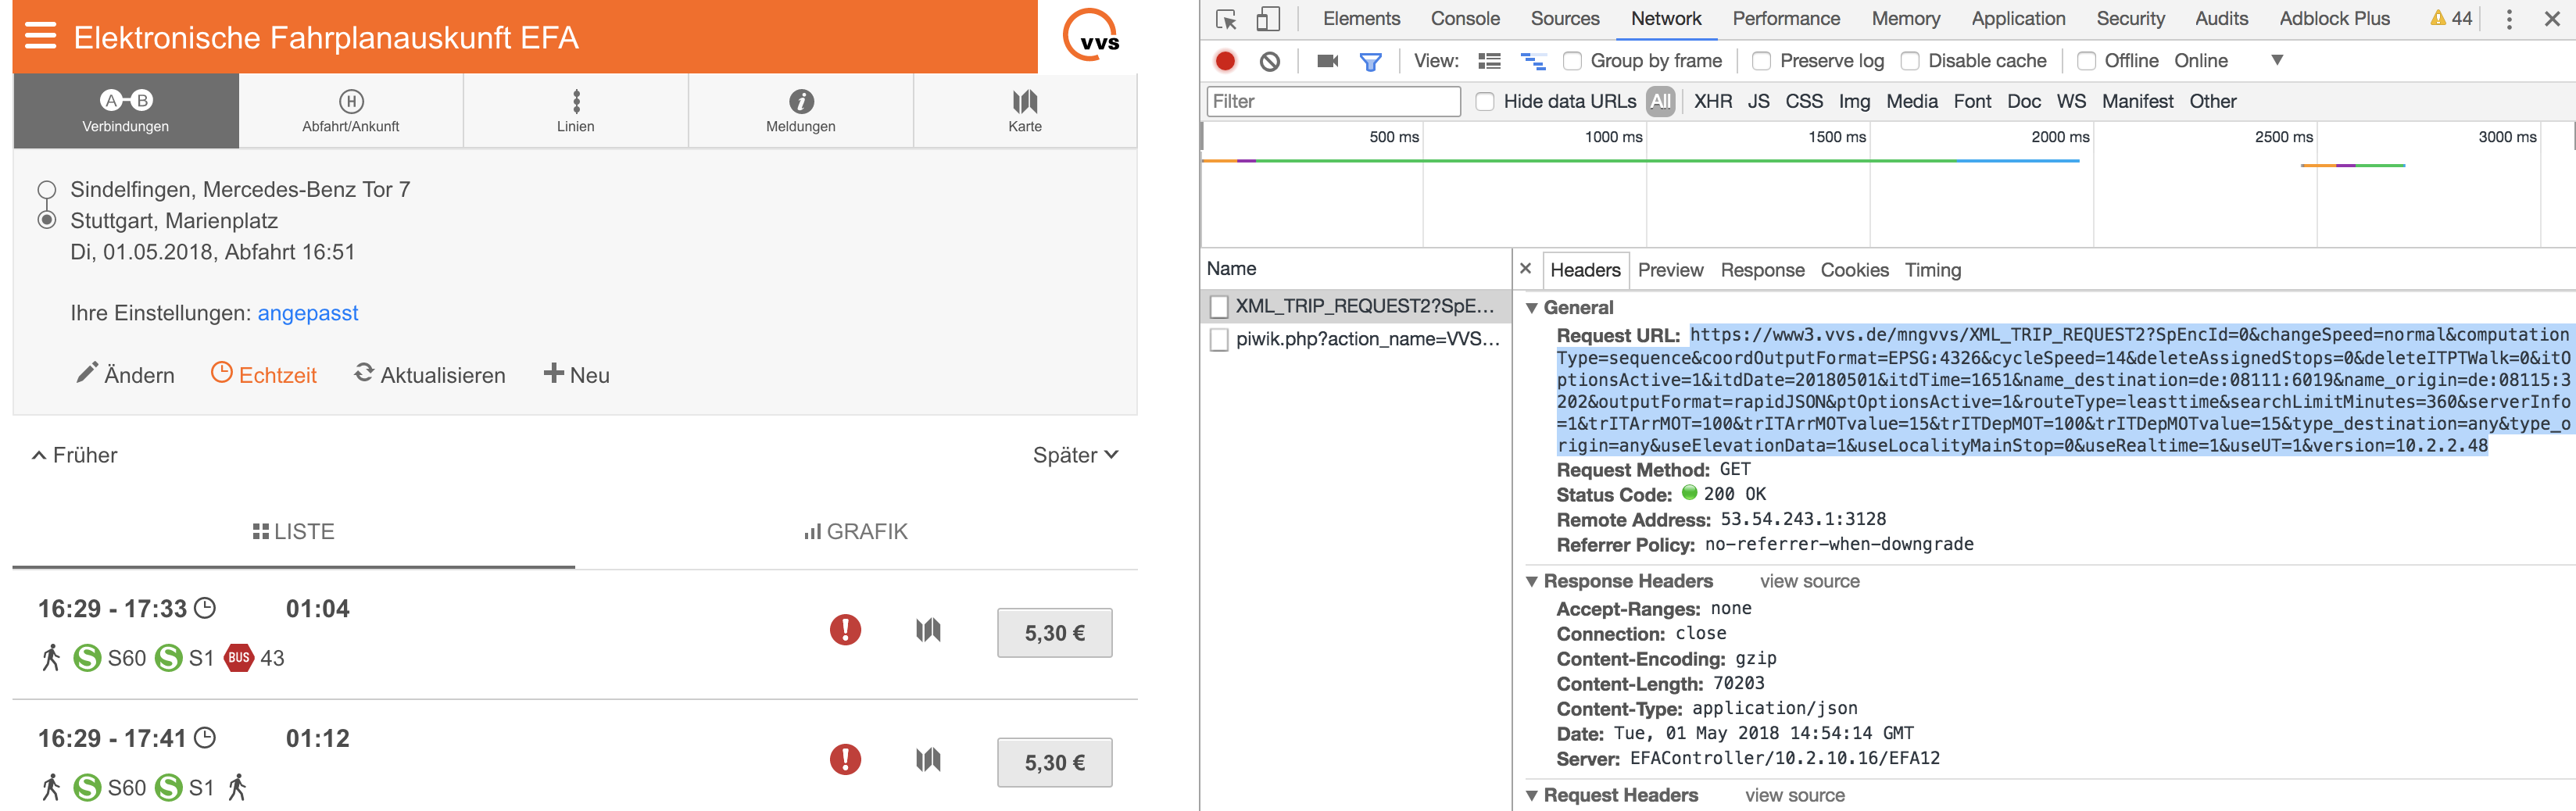 Elektronische Fahrplanauskunft EFA
vvs
A B
Verbindungen
H
Abfahrt/Ankunft
Linien
i
Meldungen
Karte
Sindelfingen, Mercedes-Benz Tor 7
Stuttgart, Marienplatz
Di, 01.05.2018, Abfahrt 16:51
Ihre Einstellungen: angepasst
Ändern Echtzeit Aktualisieren Neu
Früher Später
LISTE GRAFIK
16:29 - 17:33 01:04 ! 5,30 €
S S60 S S1 BUS 43
16:29 - 17:41 01:12 ! 5,30 €
S S60 S S1
Elements Console Sources Network Performance Memory Application Security Audits Adblock Plus 44
View: Group by frame Preserve log Disable cache Offline Online
Filter Hide data URLs All XHR JS CSS Img Media Font Doc WS Manifest Other
500 ms 1000 ms 1500 ms 2000 ms 2500 ms 3000 ms
Name
XML_TRIP_REQUEST2?SpE...
piwik.php?action_name=VVS...
Headers Preview Response Cookies Timing
General
Request URL: https://www3.vvs.de/mngvvs/XML_TRIP_REQUEST2?SpEncId=0&changeSpeed=normal&computation
Type=sequence&coordOutputFormat=EPSG:4326&cycleSpeed=14&deleteAssignedStops=0&deleteITPTWalk=0&itO
ptionsActive=1&itdDate=20180501&itdTime=1651&name_destination=de:08111:6019&name_origin=de:08115:3
202&outputFormat=rapidJSON&ptOptionsActive=1&routeType=leasttime&searchLimitMinutes=360&serverInfo
=1&trITArrMOT=100&trITArrMOTvalue=15&trITDepMOT=100&trITDepMOTvalue=15&type_destination=any&type_o
rigin=any&useElevationData=1&useLocalityMainStop=0&useRealtime=1&useUT=1&version=10.2.2.48
Request Method: GET
Status Code: 200 OK
Remote Address: 53.54.243.1:3128
Referrer Policy: no-referrer-when-downgrade
Response Headers view source
Accept-Ranges: none
Connection: close
Content-Encoding: gzip
Content-Length: 70203
Content-Type: application/json
Date: Tue, 01 May 2018 14:54:14 GMT
Server: EFAController/10.2.10.16/EFA12
Request Headers view source